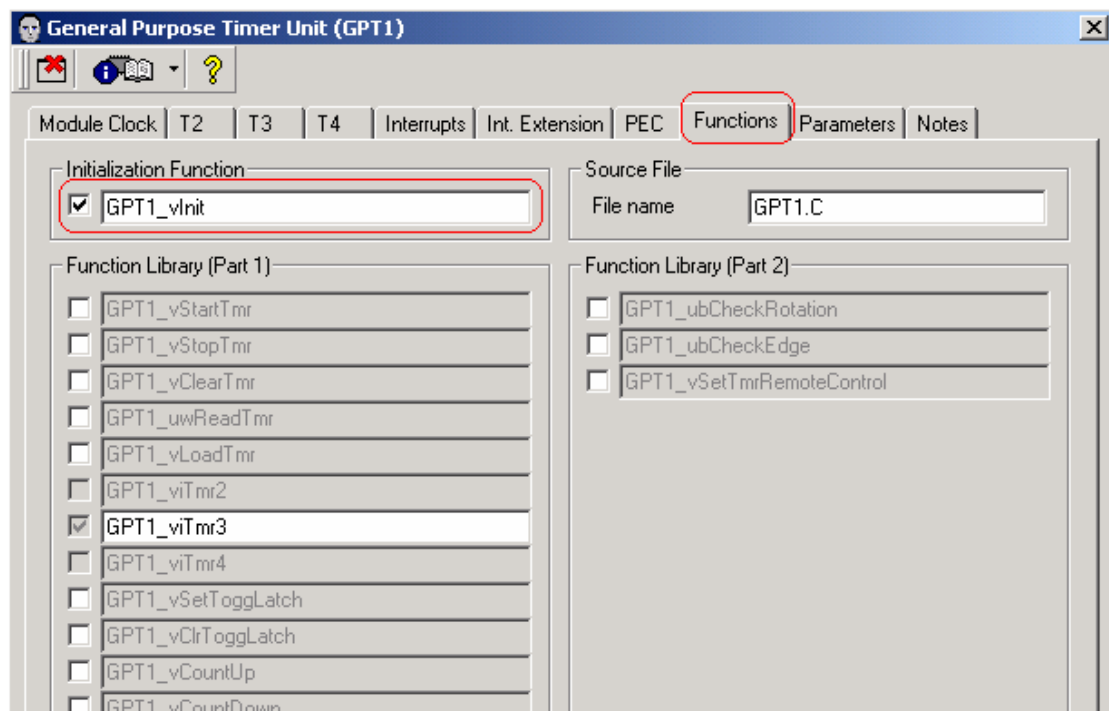 General Purpose Timer Unit (GPT1)
Module Clock T2 T3 T4 Interrupts Int. Extension PEC Functions Parameters Notes
Initialization Function
GPT1_vInit
Source File
File name GPT1.C
Function Library (Part 1)
GPT1_vStartTmr
GPT1_vStopTmr
GPT1_vClearTmr
GPT1_uwReadTmr
GPT1_vLoadTmr
GPT1_viTmr2
GPT1_viTmr3
GPT1_viTmr4
GPT1_vSetToggLatch
GPT1_vClrToggLatch
GPT1_vCountUp
GPT1_vCountDown
Function Library (Part 2)
GPT1_ubCheckRotation
GPT1_ubCheckEdge
GPT1_vSetTmrRemoteControl